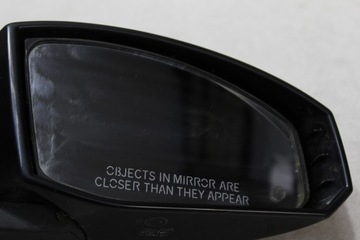 OBJECTS IN MIRROR ARE
CLOSER THAN THEY APPEAR